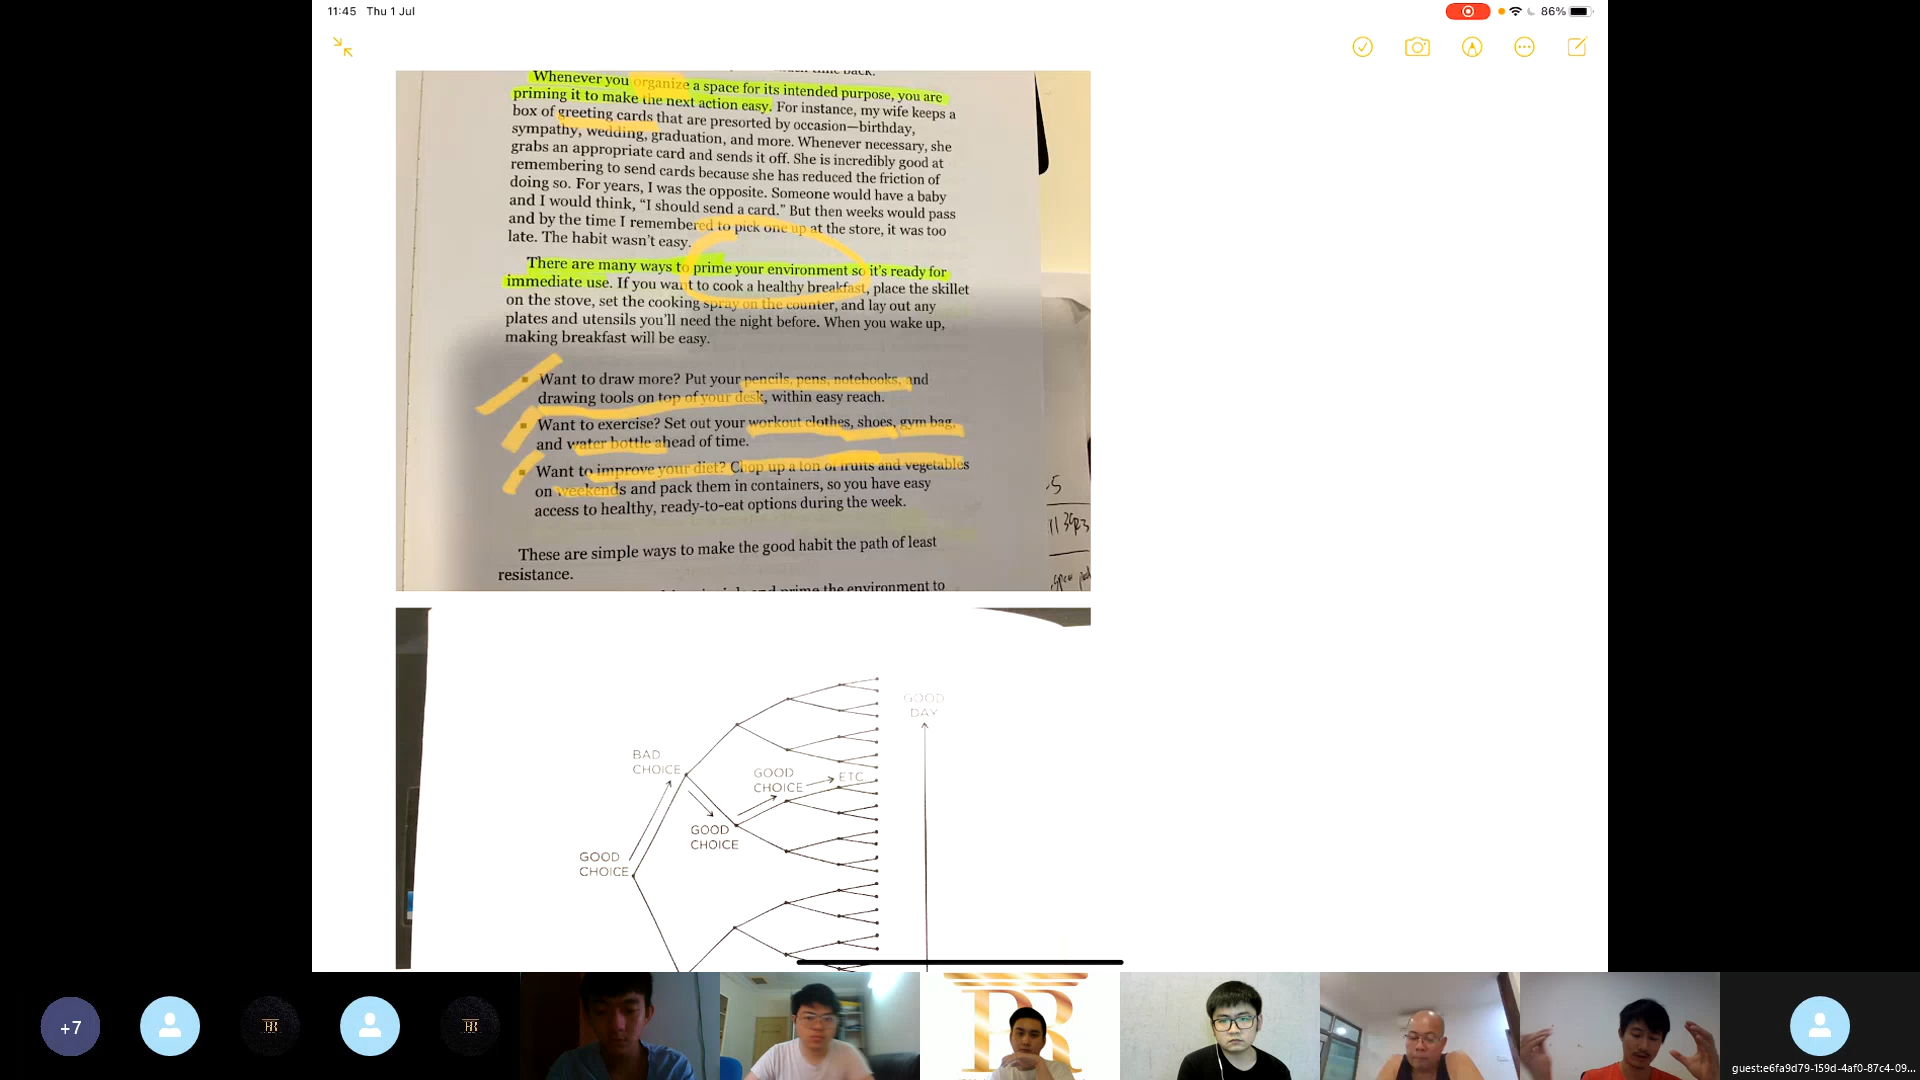 11:45 Thu 1 Jul
86%
Whenever you organize a space for its intended purpose, you are
priming it to make the next action easy. For instance, my wife keeps a
box of greeting cards that are presorted by occasion—birthday,
sympathy, wedding, graduation, and more. Whenever necessary, she
grabs an appropriate card and sends it off. She is incredibly good at
remembering to send cards because she has reduced the friction of
doing so. For years, I was the opposite. Someone would have a baby
and I would think, “I should send a card.” But then weeks would pass
and by the time I remembered to pick one up at the store, it was too
late. The habit wasn’t easy.
There are many ways to prime your environment so it’s ready for
immediate use. If you want to cook a healthy breakfast, place the skillet
on the stove, set the cooking spray on the counter, and lay out any
plates and utensils you’ll need the night before. When you wake up,
making breakfast will be easy.
Want to draw more? Put your pencils, pens, notebooks, and
drawing tools on top of your desk, within easy reach.
Want to exercise? Set out your workout clothes, shoes, gym bag,
and water bottle ahead of time.
Want to improve your diet? Chop up a ton of fruits and vegetables
on weekends and pack them in containers, so you have easy
access to healthy, ready-to-eat options during the week.
These are simple ways to make the good habit the path of least
resistance.
prime the environment to
GOOD
DAY
BAD
CHOICE
GOOD
CHOICE
ETC
GOOD
CHOICE
GOOD
CHOICE
+7
guest:e6fa9d79-159d-4af0-87c4-09...